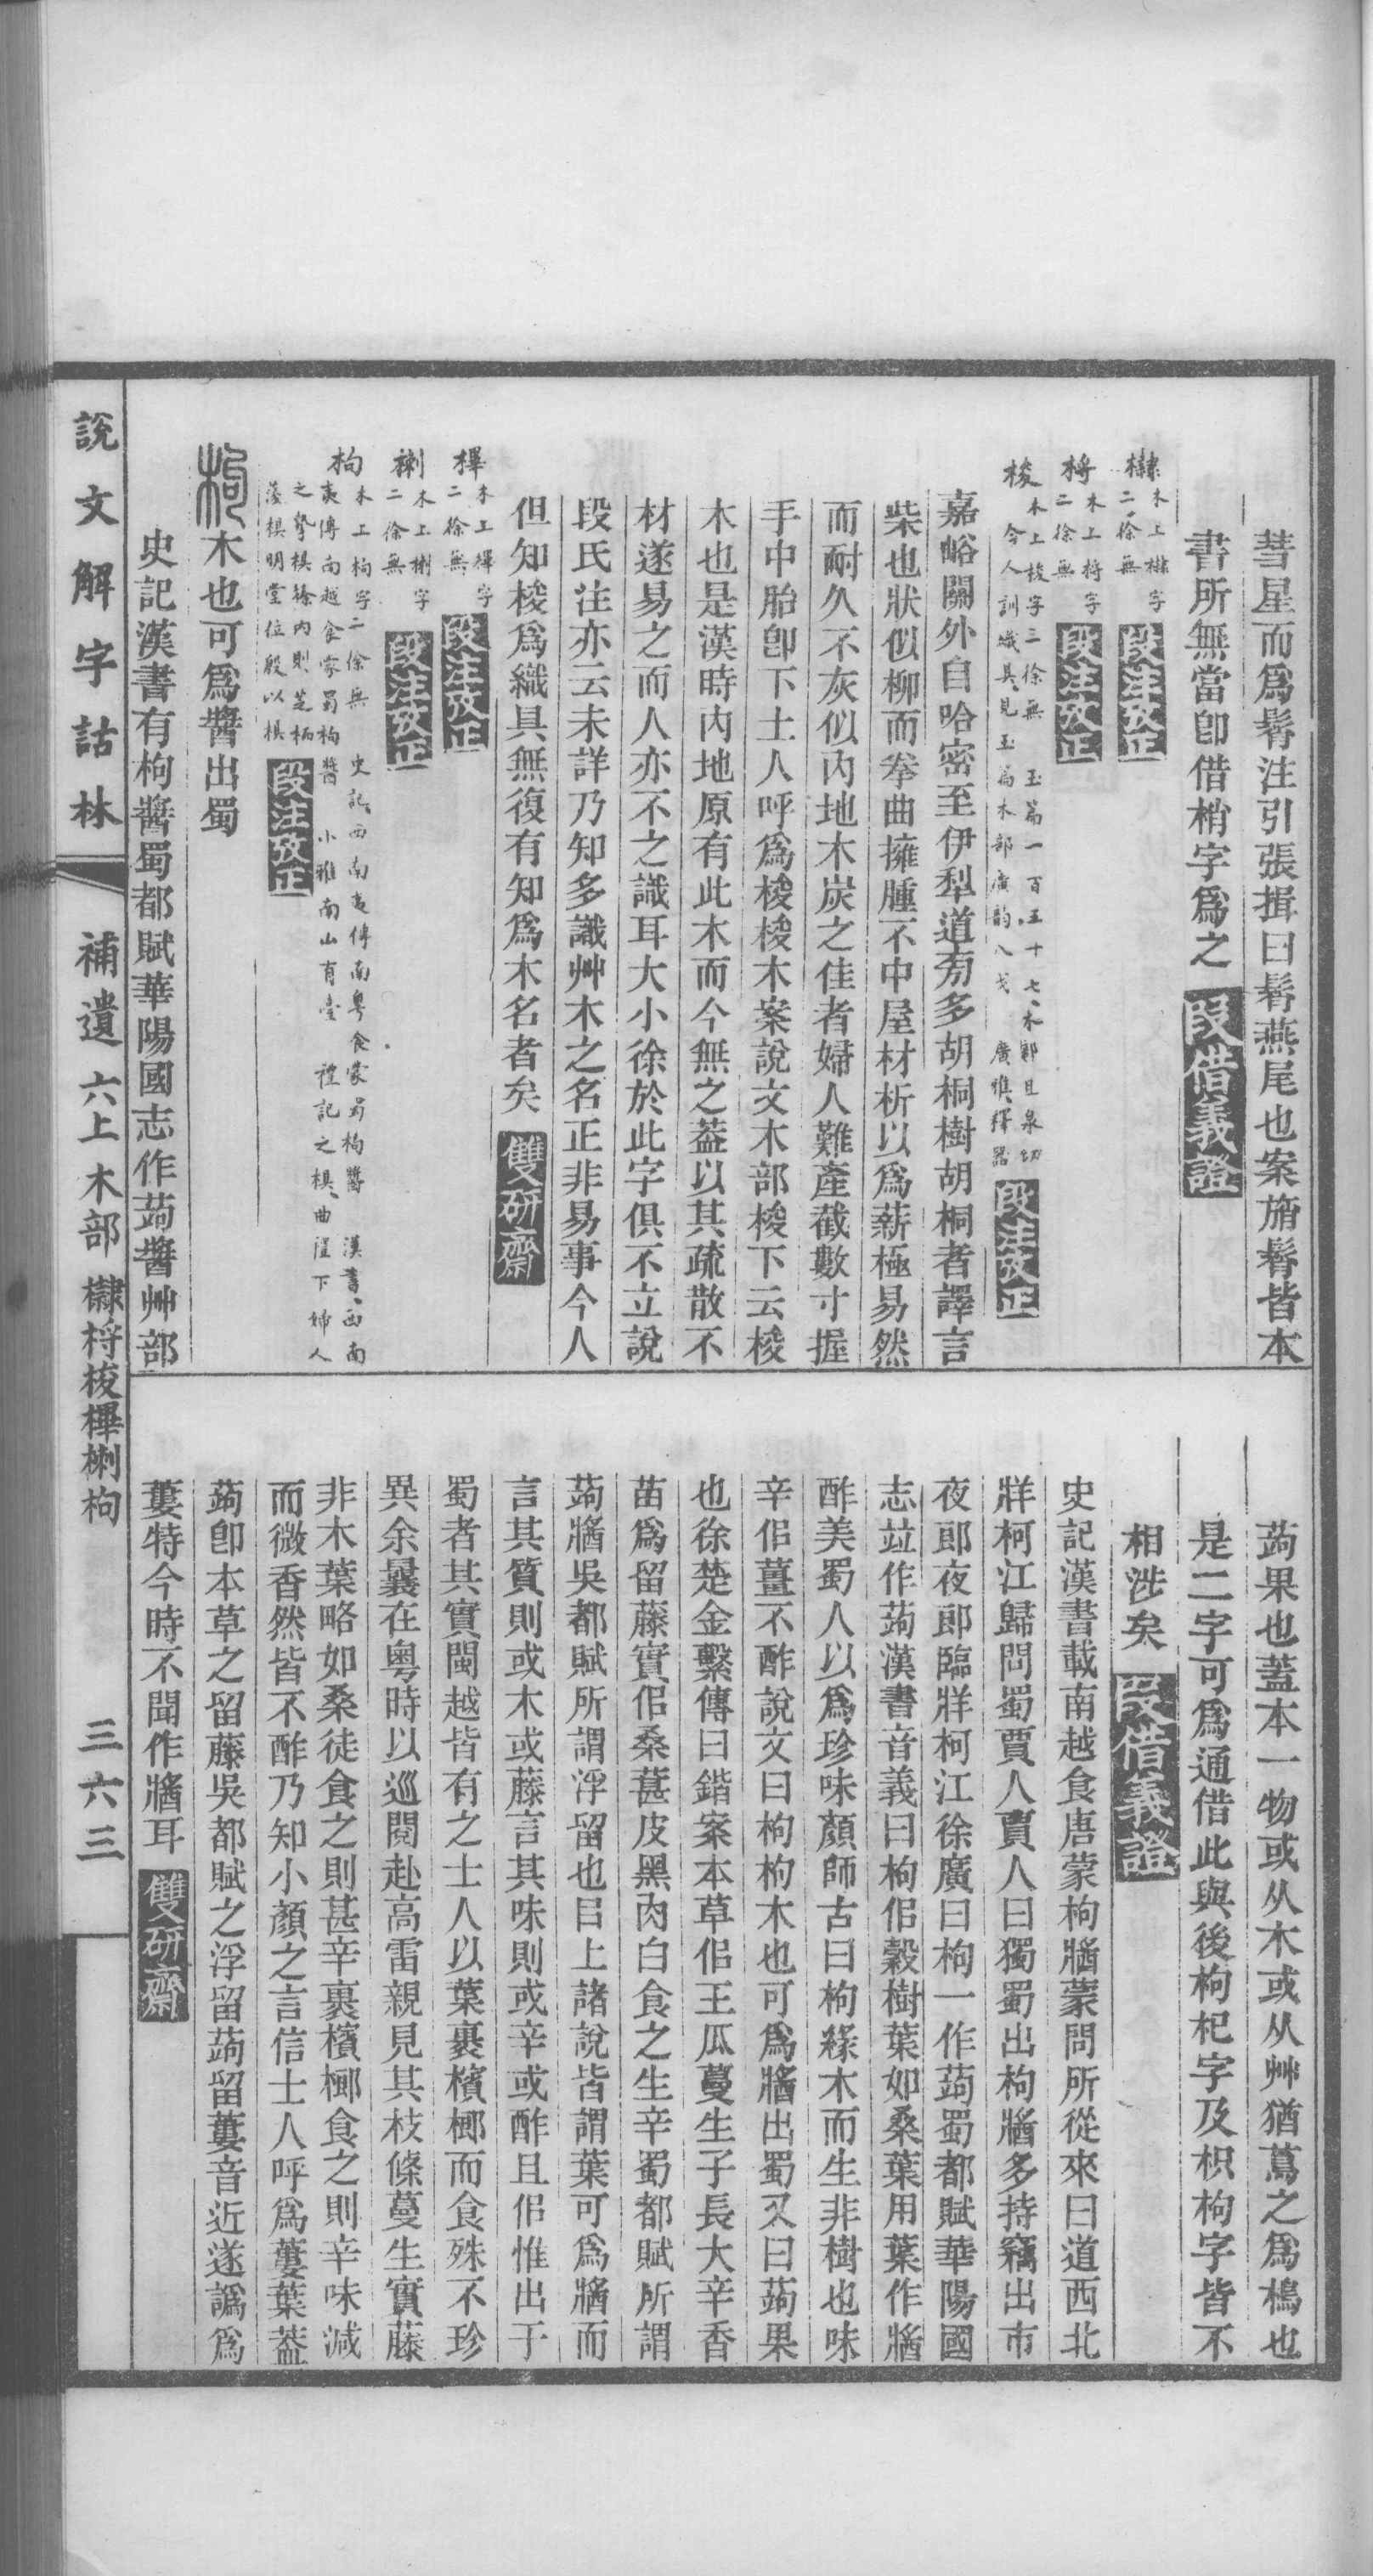 彗星而爲髾注引張揖曰髾燕尾也案旓髾皆本
書所無當卽借梢字爲之 段借義證
木上隸字
二徐無 段注攷正
桪木上桪字
二徐無 段注攷正
梭木上梭字二徐無 玉篇一百五十七、木部且泉切
今人訓織具、見玉篇木部廣韵八戈 廣雅釋器 段注攷正
嘉峪關外自哈密至伊犁道旁多胡桐樹胡桐者譯言
柴也狀似柳而拳曲擁腫不中屋材析以爲薪極易然
而耐久不灰似內地木炭之佳者婦人難產截數寸握
手中胎卽下土人呼爲梭梭木案說文木部梭下云梭
木也是漢時內地原有此木而今無之葢以其疏散不
材遂易之而人亦不之識耳大小徐於此字俱不立說
段氏注亦云未詳乃知多識艸木之名正非易事今人
但知梭爲織具無復有知爲木名者矣 雙硏齋
樿木上樿字
二徐無 段注攷正
楋木上楋字
二徐無 段注攷正
枸木上枸字二徐無 史記、西南夷傳南粵食蒙蜀枸醬 漢書、西南
夷傳南越食蒙蜀枸醬 小雅南山有臺 禮記之椇、曲禮下婦人
之摯椇榛內則芝栭
蔆椇明堂位殷以椇 段注攷正
枸木也可爲醬出蜀
史記漢書有枸醬蜀都賦華陽國志作蒟醬艸部
蒟果也蓋本一物或从木或从艸猶蔦之爲樢也
是二字可爲通借此與後枸杞字及枳枸字皆不
相涉矣 段借義證
史記漢書載南越食唐蒙枸牆蒙問所從來曰道西北
牂柯江歸問蜀賈人賈人曰獨蜀出枸牆多持竊出市
夜郎夜郎臨牂柯江徐廣曰枸一作蒟蜀都賦華陽國
志竝作蒟漢書音義曰枸佀穀樹葉如桑葉用葉作牆
酢美蜀人以爲珍味顏師古曰枸緣木而生非樹也味
辛佀薑不酢說文曰枸枸木也可爲牆出蜀又曰蒟果
也徐楚金繫傳曰鍇案本草佀王瓜蔓生子長大辛香
苗爲留藤實佀桑葚皮黑肉白食之生辛蜀都賦所謂
蒟牆吳都賦所謂浮留也㠯上諸說皆謂葉可爲牆而
言其質則或木或藤言其味則或辛或酢且佀惟出于
蜀者其實閩越皆有之士人以葉裹檳榔而食殊不珍
異余曩在粵時以巡閱赴高雷親見其枝條蔓生實藤
非木葉略如桑徒食之則甚辛裹檳榔食之則辛味減
而微香然皆不酢乃知小顏之言信士人呼爲蔞葉葢
蒟卽本草之留藤吳都賦之浮留蒟留蔞音近遂譌爲
蔞特今時不聞作牆耳 雙硏齋
說文解字詁林 補遺 六上 木部 桪梭樿楋枸 三六三